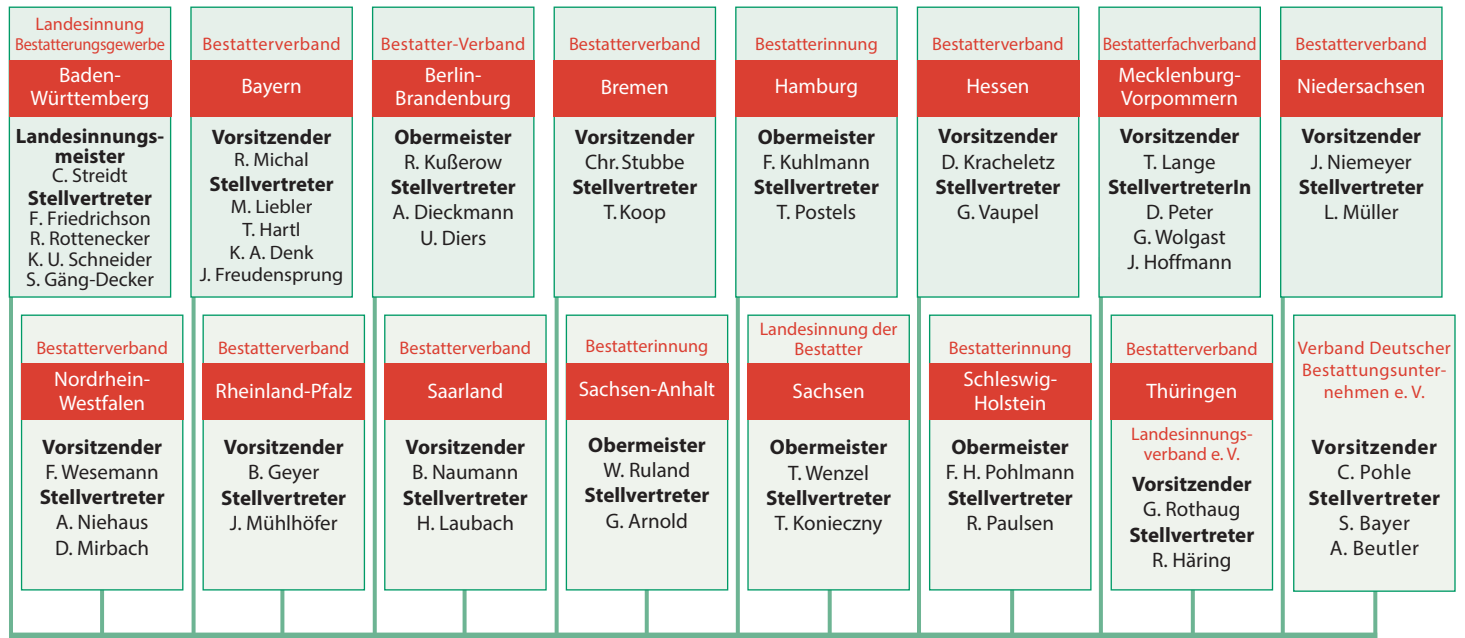 Landesinnung
Bestatterungsgewerbe
Baden-
Württemberg
Landesinnungs-
meister
C. Streidt
Stellvertreter
F. Friedrichson
R. Rottenecker
K. U. Schneider
S. Gäng-Decker
Bestatterverband
Bayern
Vorsitzender
R. Michal
Stellvertreter
M. Liebler
T. Hartl
K. A. Denk
J. Freudensprung
Bestatter-Verband
Berlin-
Brandenburg
Obermeister
R. Kußerow
Stellvertreter
A. Dieckmann
U. Diers
Bestatterverband
Bremen
Vorsitzender
Chr. Stubbe
Stellvertreter
T. Koop
Bestatterinnung
Hamburg
Obermeister
F. Kuhlmann
Stellvertreter
T. Postels
Bestatterverband
Hessen
Vorsitzender
D. Kracheletz
Stellvertreter
G. Vaupel
Bestatterfachverband
Mecklenburg-
Vorpommern
Vorsitzender
T. Lange
StellvertreterIn
D. Peter
G. Wolgast
J. Hoffmann
Bestatterverband
Niedersachsen
Vorsitzender
J. Niemeyer
Stellvertreter
L. Müller
Bestatterverband
Nordrhein-
Westfalen
Vorsitzender
F. Wesemann
Stellvertreter
A. Niehaus
D. Mirbach
Bestatterverband
Rheinland-Pfalz
Vorsitzender
B. Geyer
Stellvertreter
J. Mühlhöfer
Bestatterverband
Saarland
Vorsitzender
B. Naumann
Stellvertreter
H. Laubach
Bestatterinnung
Sachsen-Anhalt
Obermeister
W. Ruland
Stellvertreter
G. Arnold
Landesinnung der
Bestatter
Sachsen
Obermeister
T. Wenzel
Stellvertreter
T. Konieczny
Bestatterinnung
Schleswig-
Holstein
Obermeister
F. H. Pohlmann
Stellvertreter
R. Paulsen
Bestatterverband
Thüringen
Landesinnungs-
verband e. V.
Vorsitzender
G. Rothaug
Stellvertreter
R. Häring
Verband Deutscher
Bestattungsunter-
nehmen e. V.
Vorsitzender
C. Pohle
Stellvertreter
S. Bayer
A. Beutler